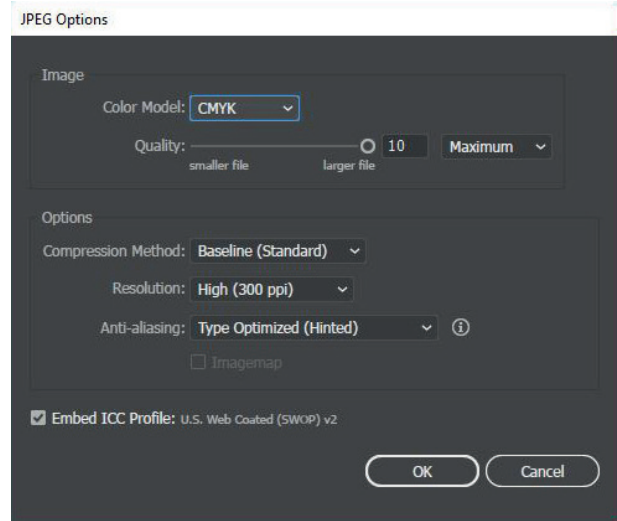 JPEG Options
Image
Color Model: CMYK
Quality: 10 Maximum
smaller file larger file
Options
Compression Method: Baseline (Standard)
Resolution: High (300 ppi)
Anti-aliasing: Type Optimized (Hinted)
Imagemap
Embed ICC Profile: U.S. Web Coated (SWOP) v2
OK Cancel